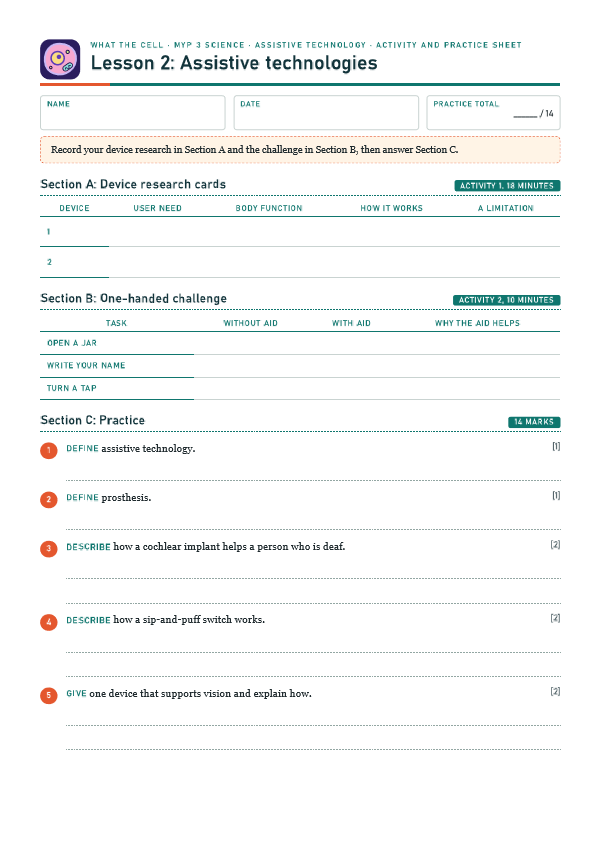 WHAT THE CELL · MYP 3 SCIENCE · ASSISTIVE TECHNOLOGY · ACTIVITY AND PRACTICE SHEET
Lesson 2: Assistive technologies
NAME
DATE
PRACTICE TOTAL
_____ / 14
Record your device research in Section A and the challenge in Section B, then answer Section C.
Section A: Device research cards
ACTIVITY 1, 18 MINUTES
DEVICE USER NEED BODY FUNCTION HOW IT WORKS A LIMITATION
1
2
Section B: One-handed challenge
ACTIVITY 2, 10 MINUTES
TASK WITHOUT AID WITH AID WHY THE AID HELPS
OPEN A JAR
WRITE YOUR NAME
TURN A TAP
Section C: Practice
14 MARKS
1 DEFINE assistive technology. [1]
2 DEFINE prosthesis. [1]
3 DESCRIBE how a cochlear implant helps a person who is deaf. [2]
4 DESCRIBE how a sip-and-puff switch works. [2]
5 GIVE one device that supports vision and explain how. [2]